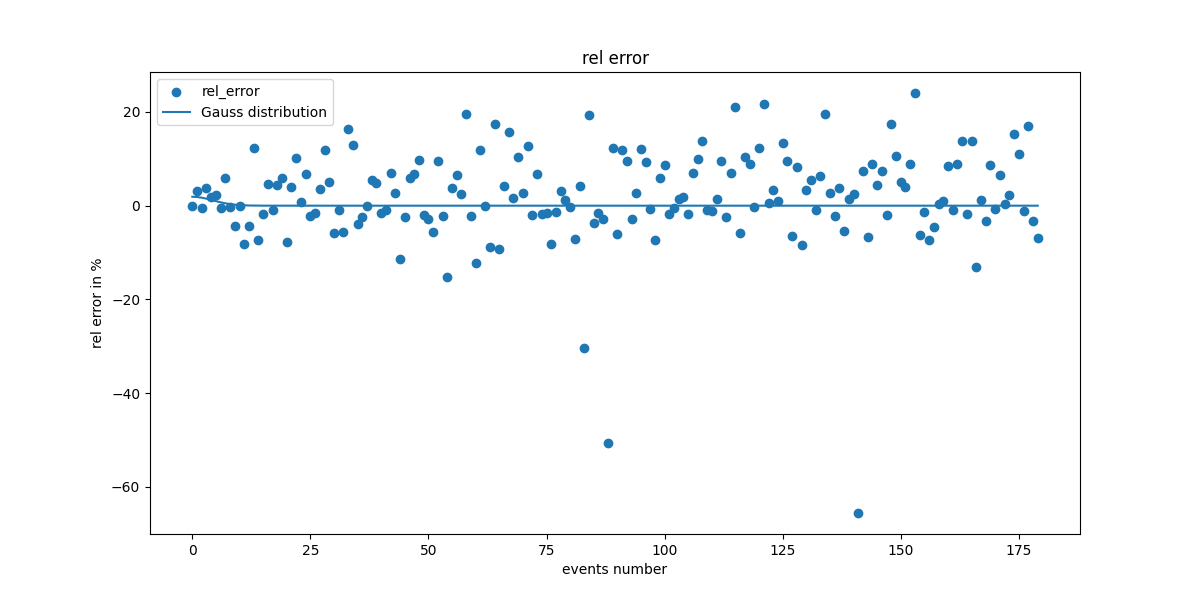 rel error
rel_error
Gauss distribution
rel error in %
20
0
−20
−40
−60
0
25
50
75
100
125
150
175
events number